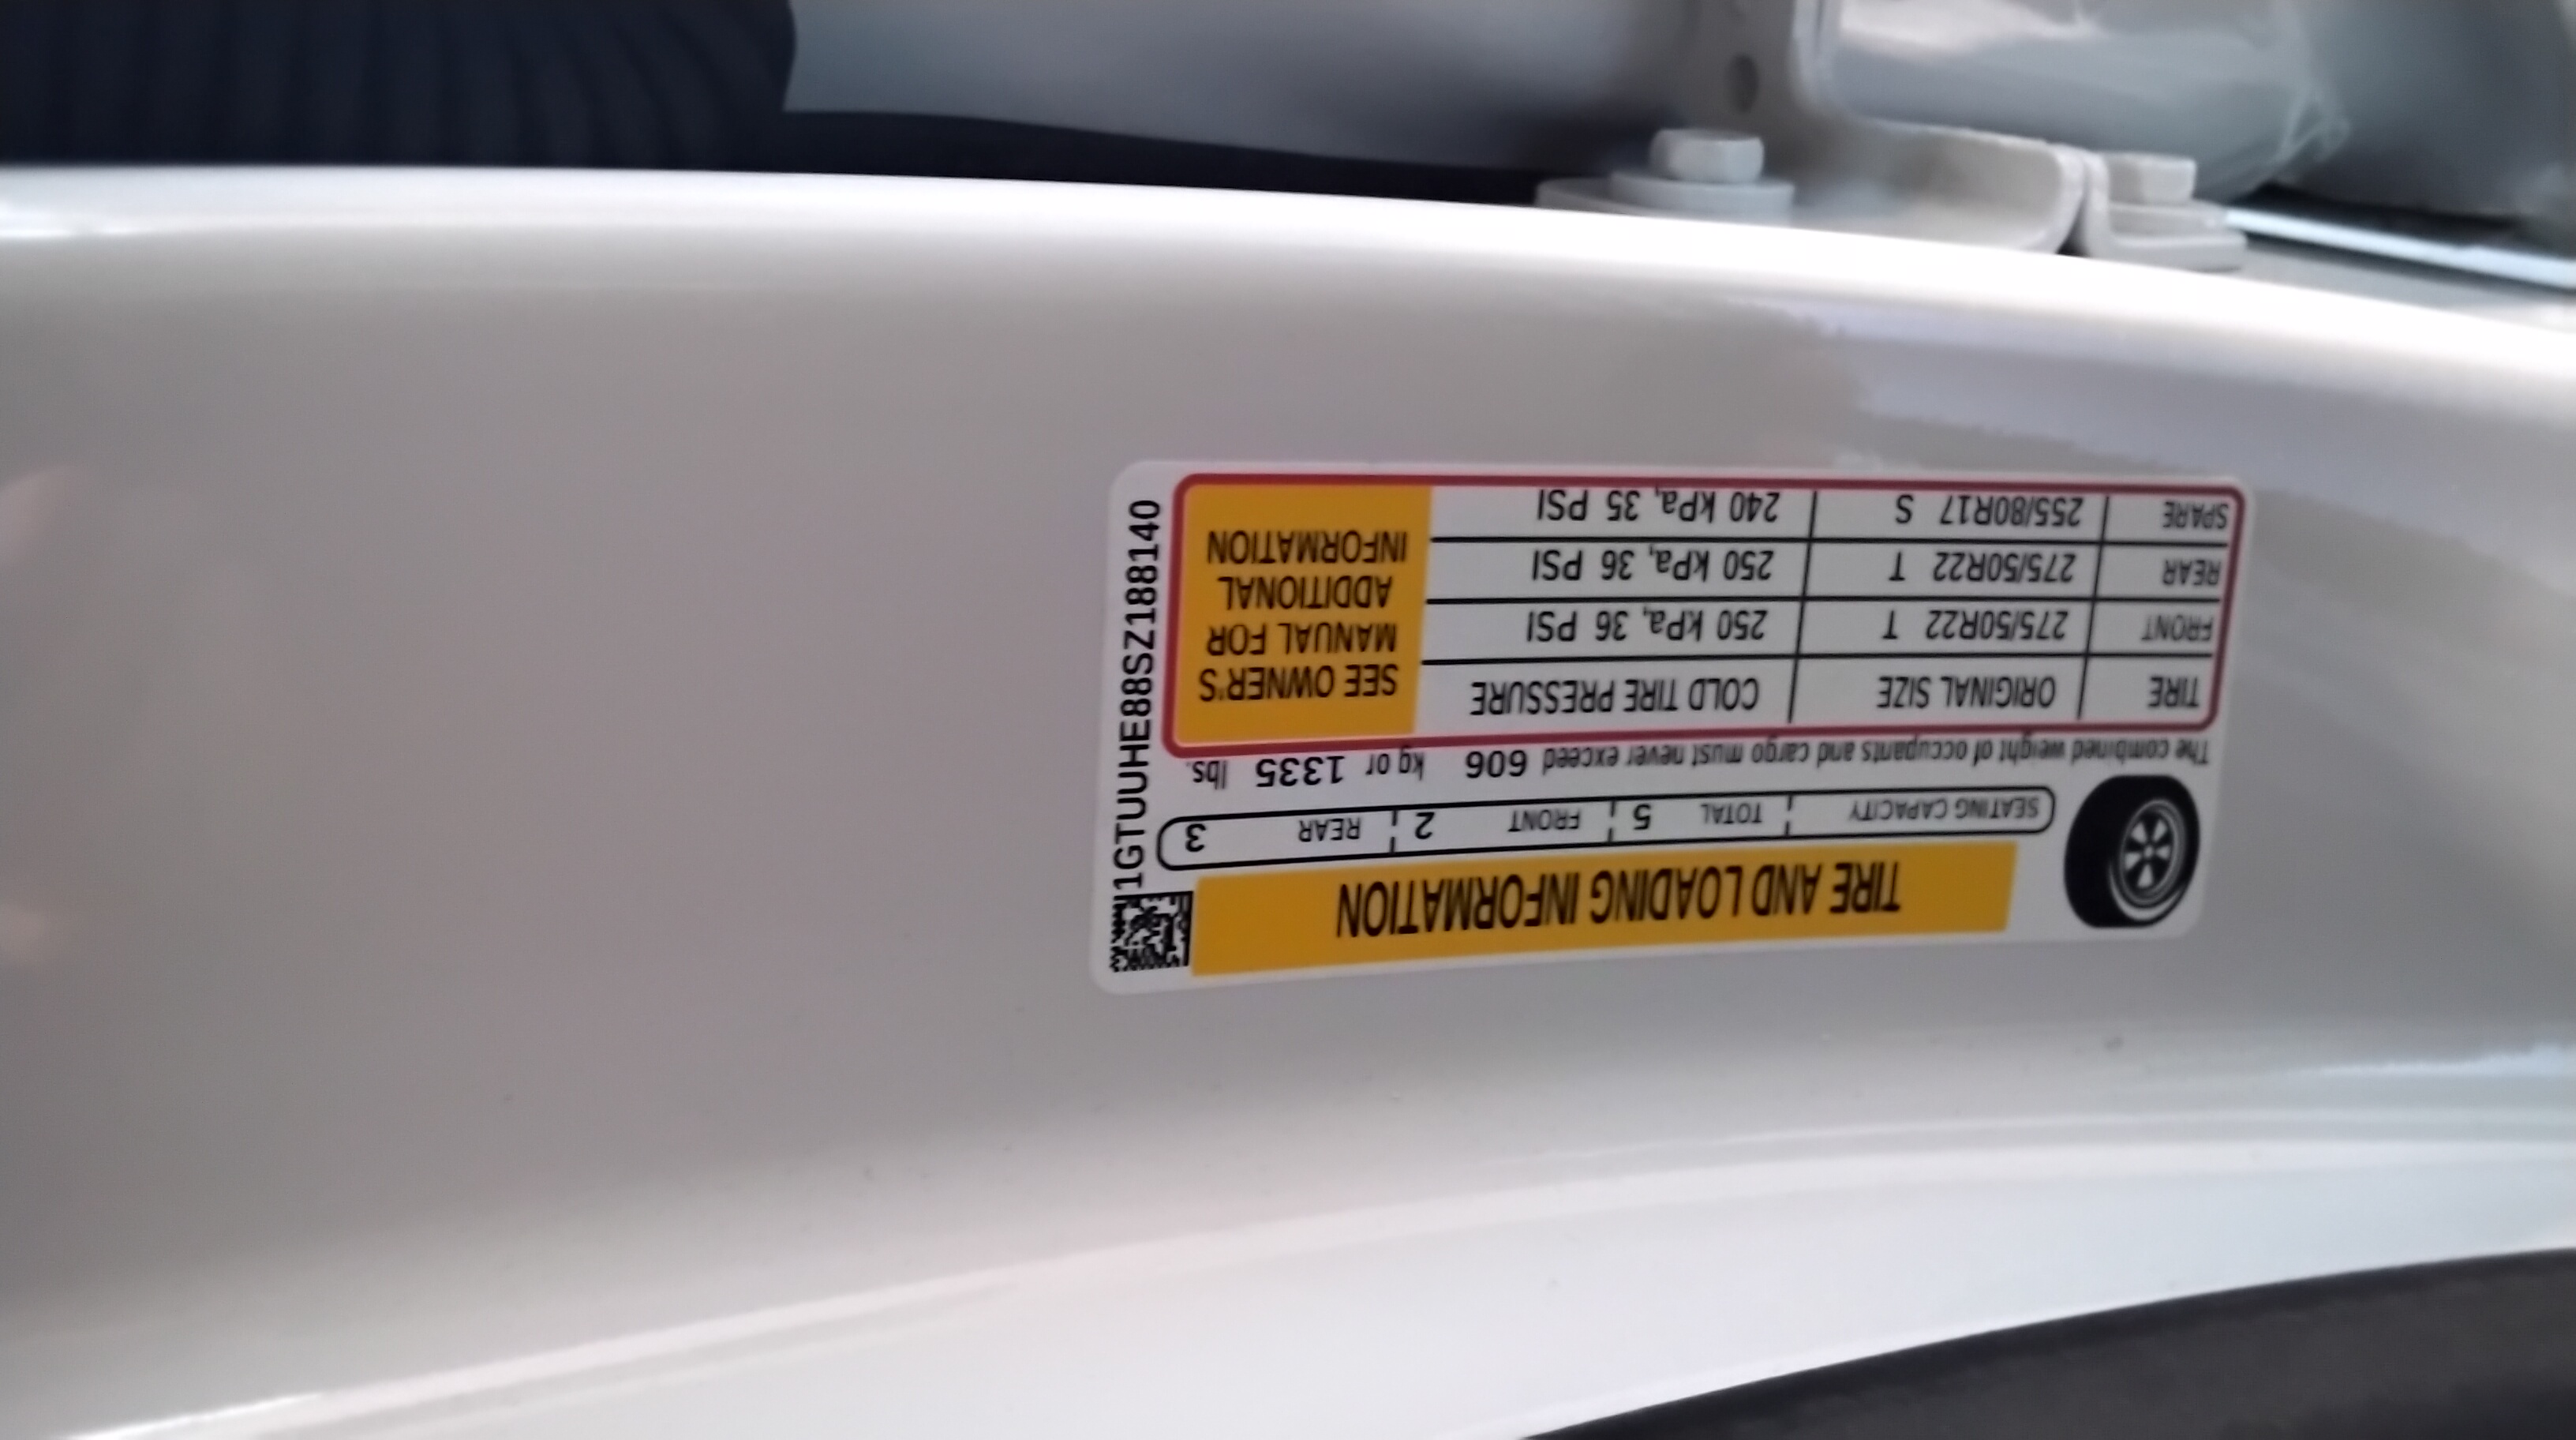 TIRE AND LOADING INFORMATION
SEATING CAPACITY TOTAL 5 FRONT 2 REAR 3
The combined weight of occupants and cargo must never exceed 606 kg or 1335 lbs.
TIRE ORIGINAL SIZE COLD TIRE PRESSURE
FRONT 275/50R22 T 250 kPa, 36 PSI
REAR 275/50R22 T 250 kPa, 36 PSI
SPARE 255/80R17 S 240 kPa, 35 PSI
SEE OWNER'S
MANUAL FOR
ADDITIONAL
INFORMATION
1GTUUHE88SZ188140